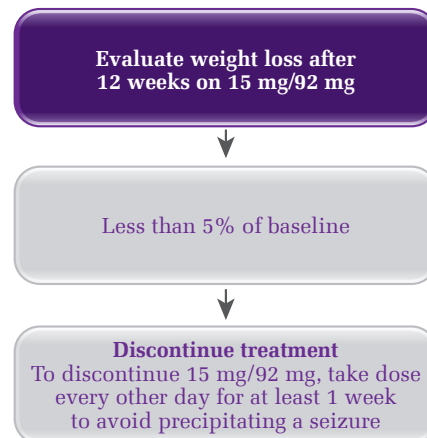 Evaluate weight loss after
12 weeks on 15 mg/92 mg
Less than 5% of baseline
Discontinue treatment
To discontinue 15 mg/92 mg, take dose
every other day for at least 1 week
to avoid precipitating a seizure